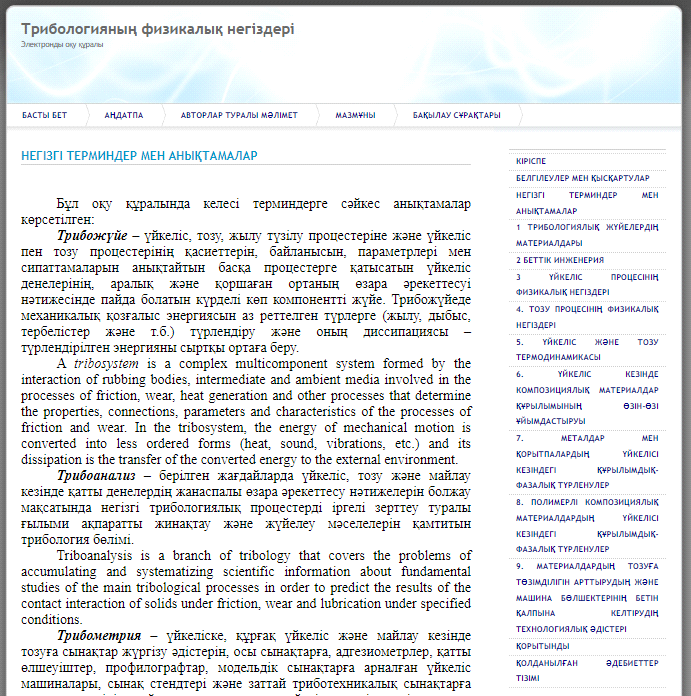 Трибологияның физикалық негіздері
Электронды оқу құралы
БАСТЫ БЕТ
АҢДАТПА
АВТОРЛАР ТУРАЛЫ МӘЛІМЕТ
МАЗМҰНЫ
БАҚЫЛАУ СҰРАҚТАРЫ
НЕГІЗГІ ТЕРМИНДЕР МЕН АНЫҚТАМАЛАР
Бұл оқу құралында келесі терминдерге сәйкес анықтамалар
көрсетілген:
Трибожүйе – үйкеліс, тозу, жылу түзілу процестеріне және үйкеліс
пен тозу процестерінің қасиеттерін, байланысын, параметрлері мен
сипаттамаларын анықтайтын басқа процестерге қатысатын үйкеліс
денелерінің, аралық және қоршаған ортаның өзара әрекеттесуі
нәтижесінде пайда болатын күрделі көп компонентті жүйе. Трибожүйеде
механикалық қозғалыс энергиясын аз реттелген түрлерге (жылу, дыбыс,
тербелістер және т.б.) түрлендіру және оның диссипациясы –
түрлендірілген энергияны сыртқы ортаға беру.
A tribosystem is a complex multicomponent system formed by the
interaction of rubbing bodies, intermediate and ambient media involved in the
processes of friction, wear, heat generation and other processes that determine
the properties, connections, parameters and characteristics of the processes of
friction and wear. In the tribosystem, the energy of mechanical motion is
converted into less ordered forms (heat, sound, vibrations, etc.) and its
dissipation is the transfer of the converted energy to the external environment.
Трибоанализ – берілген жағдайларда үйкеліс, тозу және майлау
кезінде қатты денелердің жанаспалы өзара әрекеттесу нәтижелерін болжау
мақсатында негізгі трибологиялық процестерді іргелі зерттеу туралы
ғылыми ақпаратты жинақтау және жүйелеу мәселелерін қамтитын
трибология бөлімі.
Triboanalysis is a branch of tribology that covers the problems of
accumulating and systematizing scientific information about fundamental
studies of the main tribological processes in order to predict the results of the
contact interaction of solids under friction, wear and lubrication under specified
conditions.
Трибометрия – үйкеліске, құрғақ үйкеліс және майлау кезінде
тозуға сынақтар жүргізу әдістерін, осы сынақтарға, адгезиометрлер, қатты
өлшеуіштер, профилографтар, модельдік сынақтарға арналған үйкеліс
машиналары, сынақ стендтері және заттай триботехникалық сынақтарға
КІРІСПЕ
БЕЛГІЛЕУЛЕР МЕН ҚЫСҚАРТУЛАР
НЕГІЗГІ ТЕРМИНДЕР МЕН
АНЫҚТАМАЛАР
1 ТРИБОЛОГИЯЛЫҚ ЖҮЙЕЛЕРДІҢ
МАТЕРИАЛДАРЫ
2 БЕТТІК ИНЖЕНЕРИЯ
3 ҮЙКЕЛІС ПРОЦЕСІНІҢ
ФИЗИКАЛЫҚ НЕГІЗДЕРІ
4. ТОЗУ ПРОЦЕСІНІҢ ФИЗИКАЛЫҚ
НЕГІЗДЕРІ
5. ҮЙКЕЛІС ЖӘНЕ ТОЗУ
ТЕРМОДИНАМИКАСЫ
6. ҮЙКЕЛІС КЕЗІНДЕ
КОМПОЗИЦИЯЛЫҚ МАТЕРИАЛДАР
ҚҰРЫЛЫМЫНЫҢ ӨЗІН-ӨЗІ
ҰЙЫМДАСТЫРУЫ
7. МЕТАЛДАР МЕН
ҚОРЫТПАЛАРДЫҢ ҮЙКЕЛІСІ
КЕЗІНДЕГІ ҚҰРЫЛЫМДЫҚ-
ФАЗАЛЫҚ ТҮРЛЕНУЛЕР
8. ПОЛИМЕРЛІ КОМПОЗИЦИЯЛЫҚ
МАТЕРИАЛДАРДЫҢ ҮЙКЕЛІСІ
КЕЗІНДЕГІ ҚҰРЫЛЫМДЫҚ-
ФАЗАЛЫҚ ТҮРЛЕНУЛЕР
9. МАТЕРИАЛДАРДЫҢ ТОЗУҒА
ТӨЗІМДІЛІГІН АРТТЫРУДЫҢ ЖӘНЕ
МАШИНА БӨЛШЕКТЕРІНІҢ БЕТІН
ҚАЛПЫНА КЕЛТІРУДІҢ
ТЕХНОЛОГИЯЛЫҚ ӘДІСТЕРІ
ҚОРЫТЫНДЫ
ҚОЛДАНЫЛҒАН ӘДЕБИЕТТЕР
ТІЗІМІ